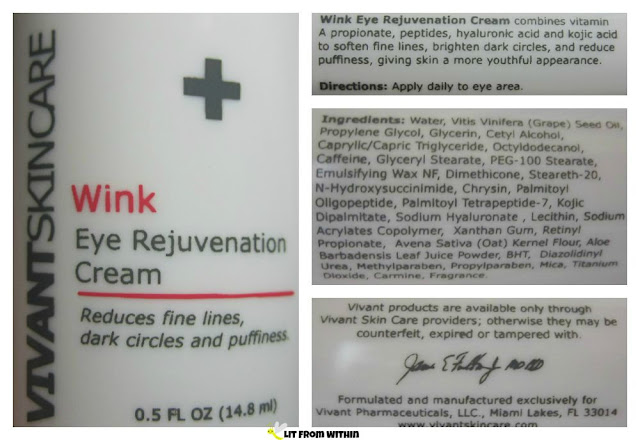 VIVANTSKINCARE
Wink
Eye Rejuvenation
Cream
Reduces fine lines,
dark circles and puffiness.
0.5 FL OZ (14.8 ml)
Wink Eye Rejuvenation Cream combines vitamin
A propionate, peptides, hyaluronic acid and kojic acid
to soften fine lines, brighten dark circles, and reduce
puffiness, giving skin a more youthful appearance.
Directions: Apply daily to eye area.
Ingredients: Water, Vitis Vinifera (Grape) Seed Oil,
Propylene Glycol, Glycerin, Cetyl Alcohol,
Caprylic/Capric Triglyceride, Octyldodecanol,
Caffeine, Glyceryl Stearate, PEG-100 Stearate,
Emulsifying Wax NF, Dimethicone, Steareth-20,
N-Hydroxysuccinimide, Chrysin, Palmitoyl
Oligopeptide, Palmitoyl Tetrapeptide-7, Kojic
Dipalmitate, Sodium Hyaluronate , Lecithin, Sodium
Acrylates Copolymer, Xanthan Gum, Retinyl
Propionate, Avena Sativa (Oat) Kernel Flour, Aloe
Barbadensis Leaf Juice Powder, BHT, Diazolidinyl
Urea, Methylparaben, Propylparaben, Mica, Titanium
Dioxide, Carmine, Fragrance.
Vivant products are available only through
Vivant Skin Care providers; otherwise they may be
counterfeit, expired or tampered with.
Formulated and manufactured exclusively for
Vivant Pharmaceuticals, LLC., Miami Lakes, FL 33014
www.vivantskincare.com
LIT FROM WITHIN